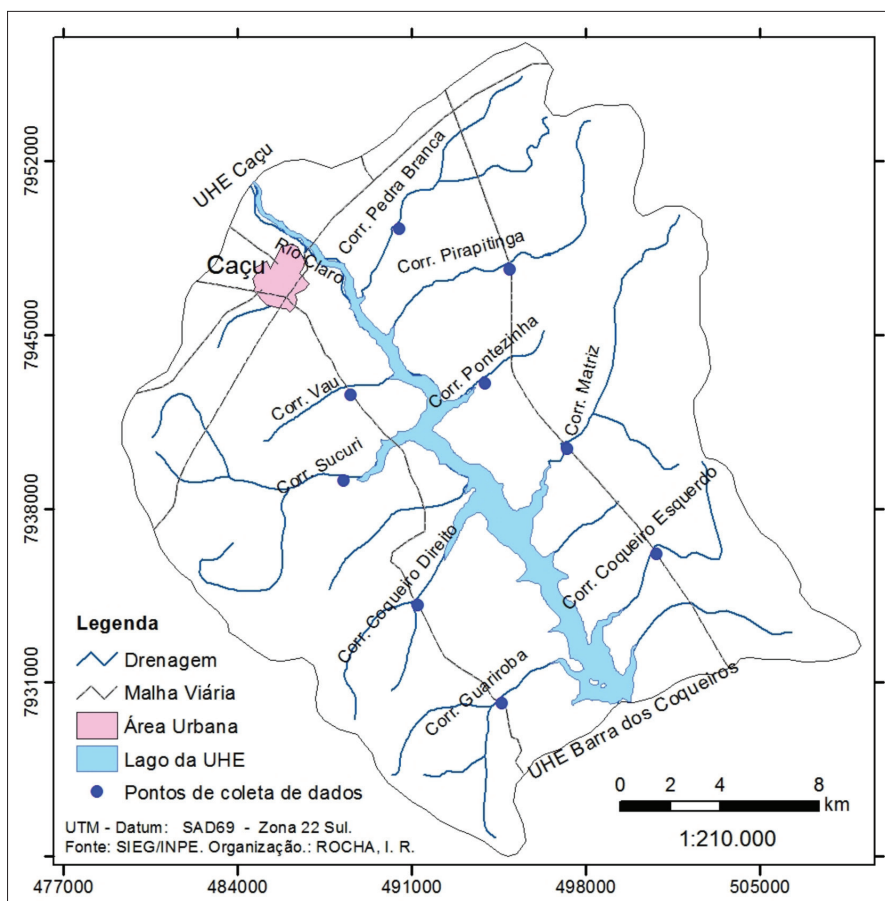 7952000
7945000
7938000
7931000
UHE Caçu
Corr. Pedra Branca
Rio Claro
Caçu
Corr. Pirapitinga
Corr. Pontezinha
Corr. Vau
Corr. Matriz
Corr. Sucuri
Corr. Coqueiro Esquerdo
Corr. Coqueiro Direito
Corr. Guariroba
UHE Barra dos Coqueiros
Legenda
Drenagem
Malha Viária
Área Urbana
Lago da UHE
Pontos de coleta de dados
UTM - Datum: SAD69 - Zona 22 Sul.
Fonte: SIEG/INPE. Organização.: ROCHA, I. R.
0 2 4 8
km
1:210.000
477000 484000 491000 498000 505000